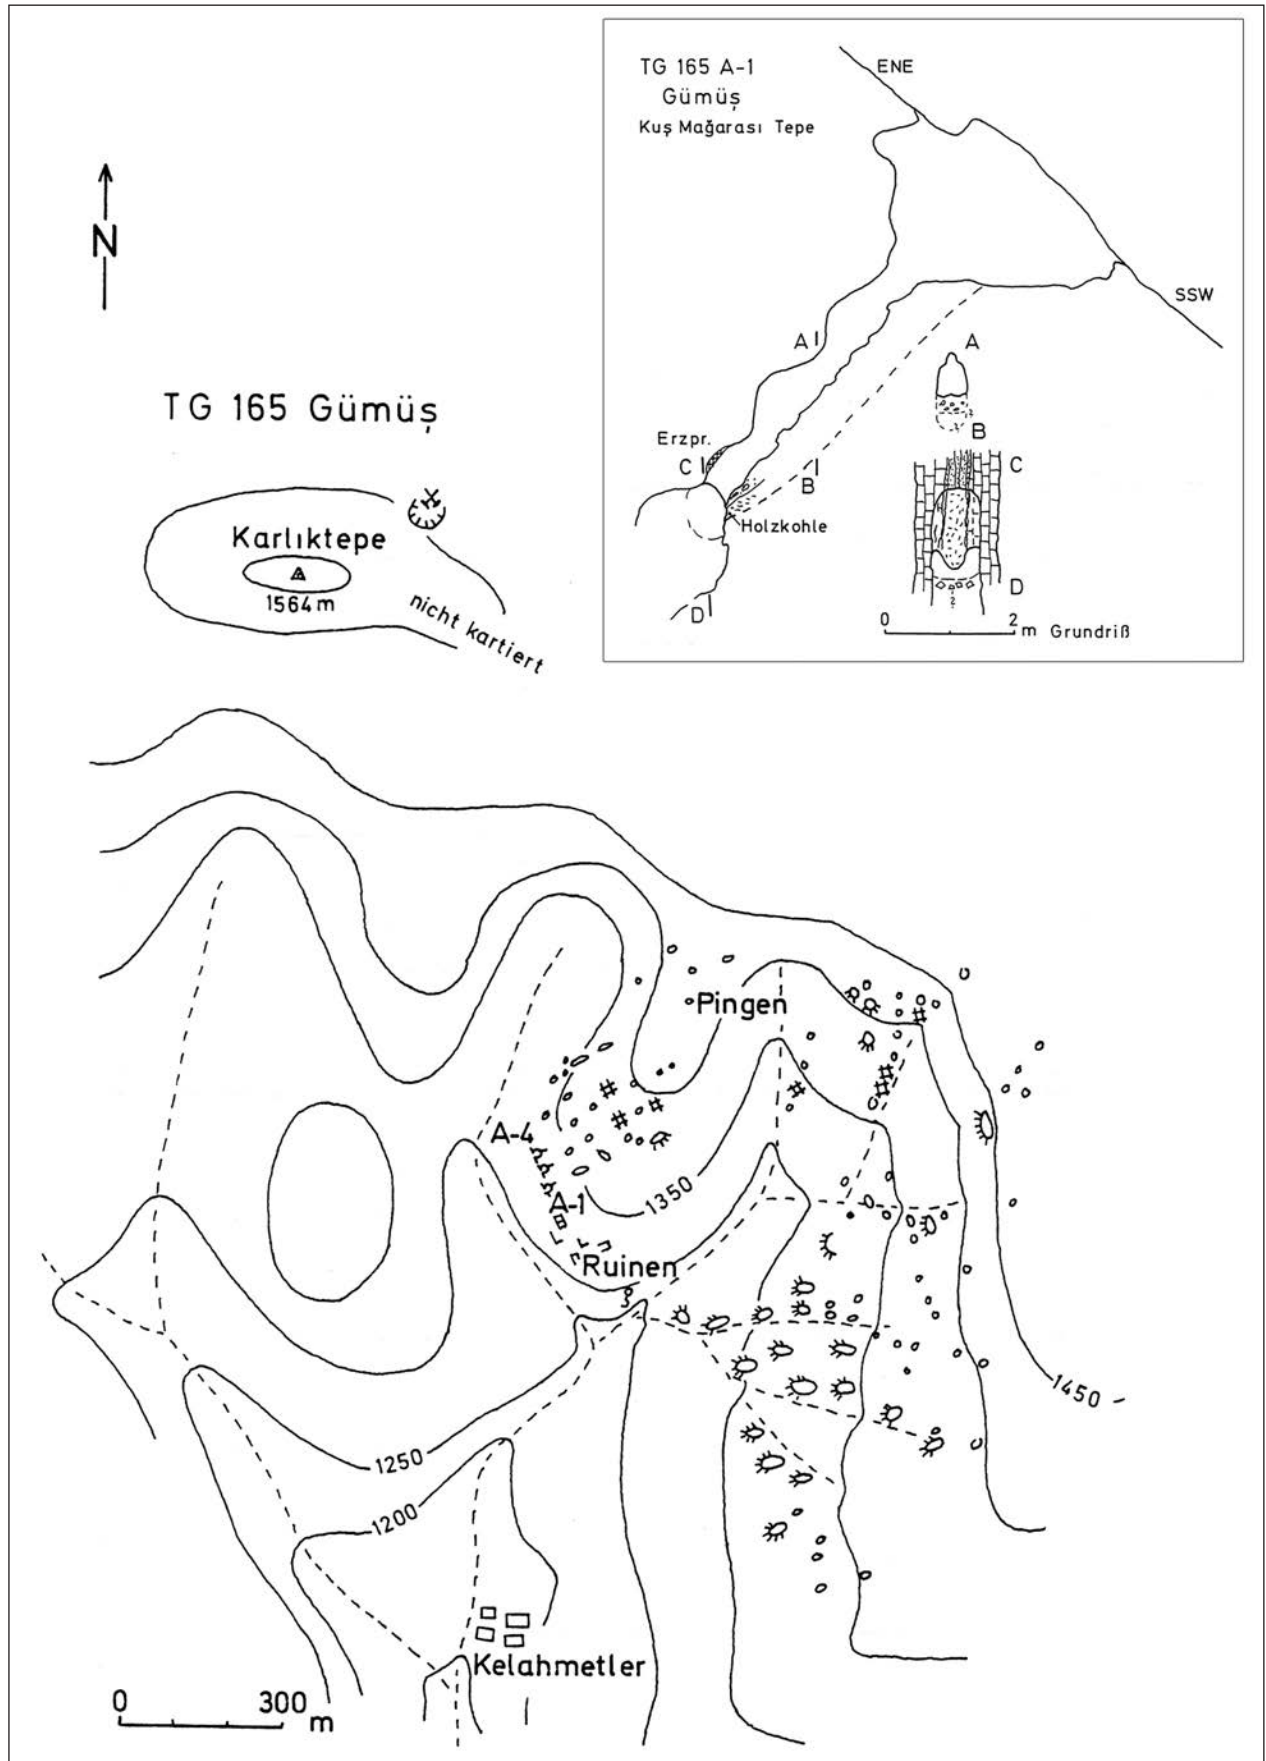 TG 165 A-1
Gümüş
Kuş Mağarası Tepe
ENE
SSW
A
A
B
B
C
C
D
D
Erzpr.
Holzkohle
0 2 m Grundriß
N
TG 165 Gümüş
Karlıktepe
1564 m
nicht kartiert
Pingen
A-4
A-1
1350
Ruinen
1450
1250
1200
Kelahmetler
0 300 m